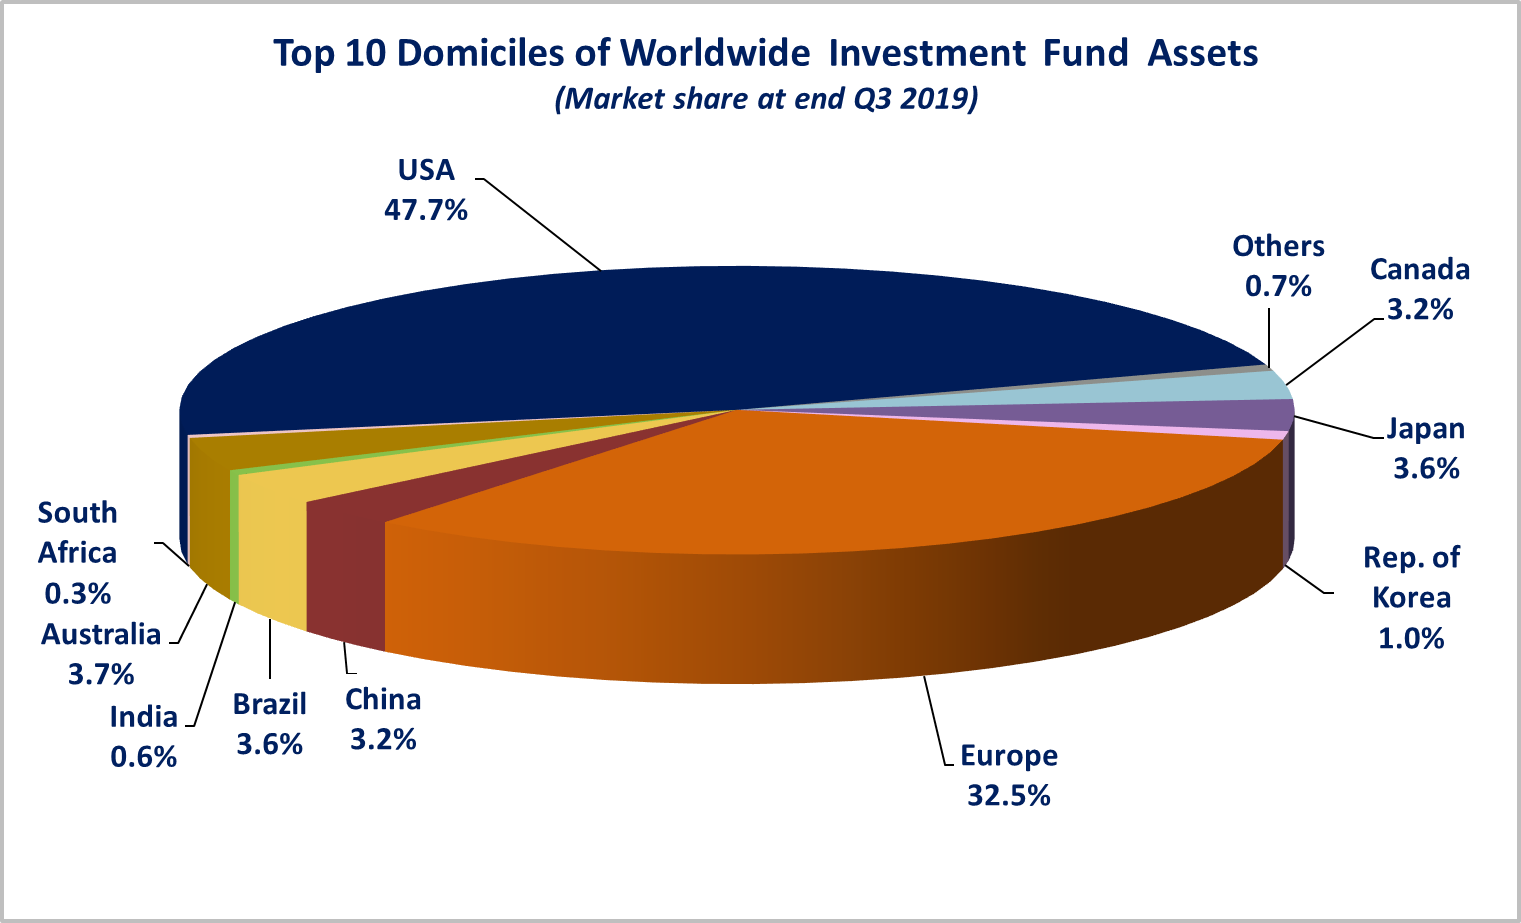 Top 10 Domiciles of Worldwide Investment Fund Assets
(Market share at end Q3 2019)
USA
47.7%
Others
0.7%
Canada
3.2%
Japan
3.6%
Rep. of
Korea
1.0%
Europe
32.5%
China
3.2%
Brazil
3.6%
India
0.6%
Australia
3.7%
South
Africa
0.3%